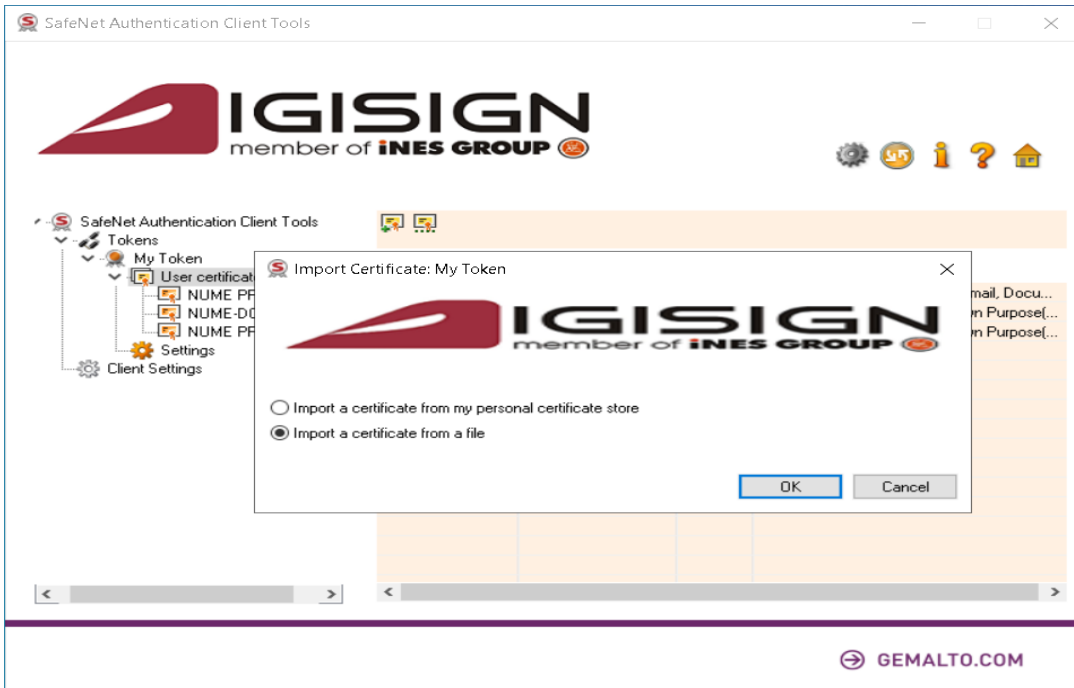 SafeNet Authentication Client Tools
IGISIGN
member of iNES GROUP
SafeNet Authentication Client Tools
Tokens
My Token
User certificat
NUME PF
NUME-DO
NUME PF
Settings
Client Settings
Import Certificate: My Token
IGISIGN
member of iNES GROUP
Import a certificate from my personal certificate store
Import a certificate from a file
OK
Cancel
mail, Docu...
n Purpose(...
n Purpose(...
GEMALTO.COM